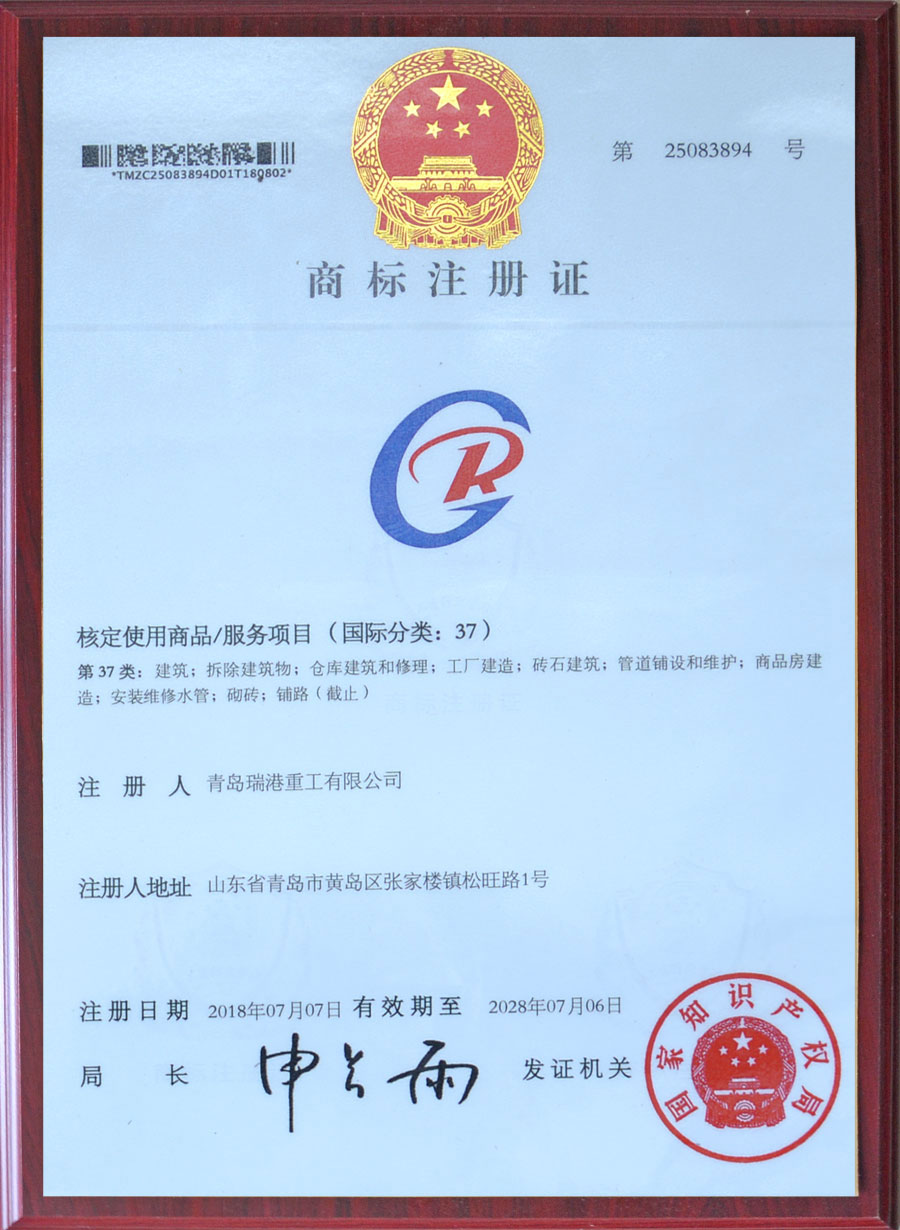 第 25083894 号
*TMZC25083894D01T180802*
商标注册证
核定使用商品/服务项目（国际分类：37）
第37类：建筑；拆除建筑物；仓库建筑和修理；工厂建造；砖石建筑；管道铺设和维护；商品房建
造；安装维修水管；砌砖；铺路（截止）
注册人 青岛瑞港重工有限公司
注册人地址 山东省青岛市黄岛区张家楼镇松旺路1号
注册日期 2018年07月07日 有效期至 2028年07月06日
局长 申长雨 发证机关
国家知识产权局